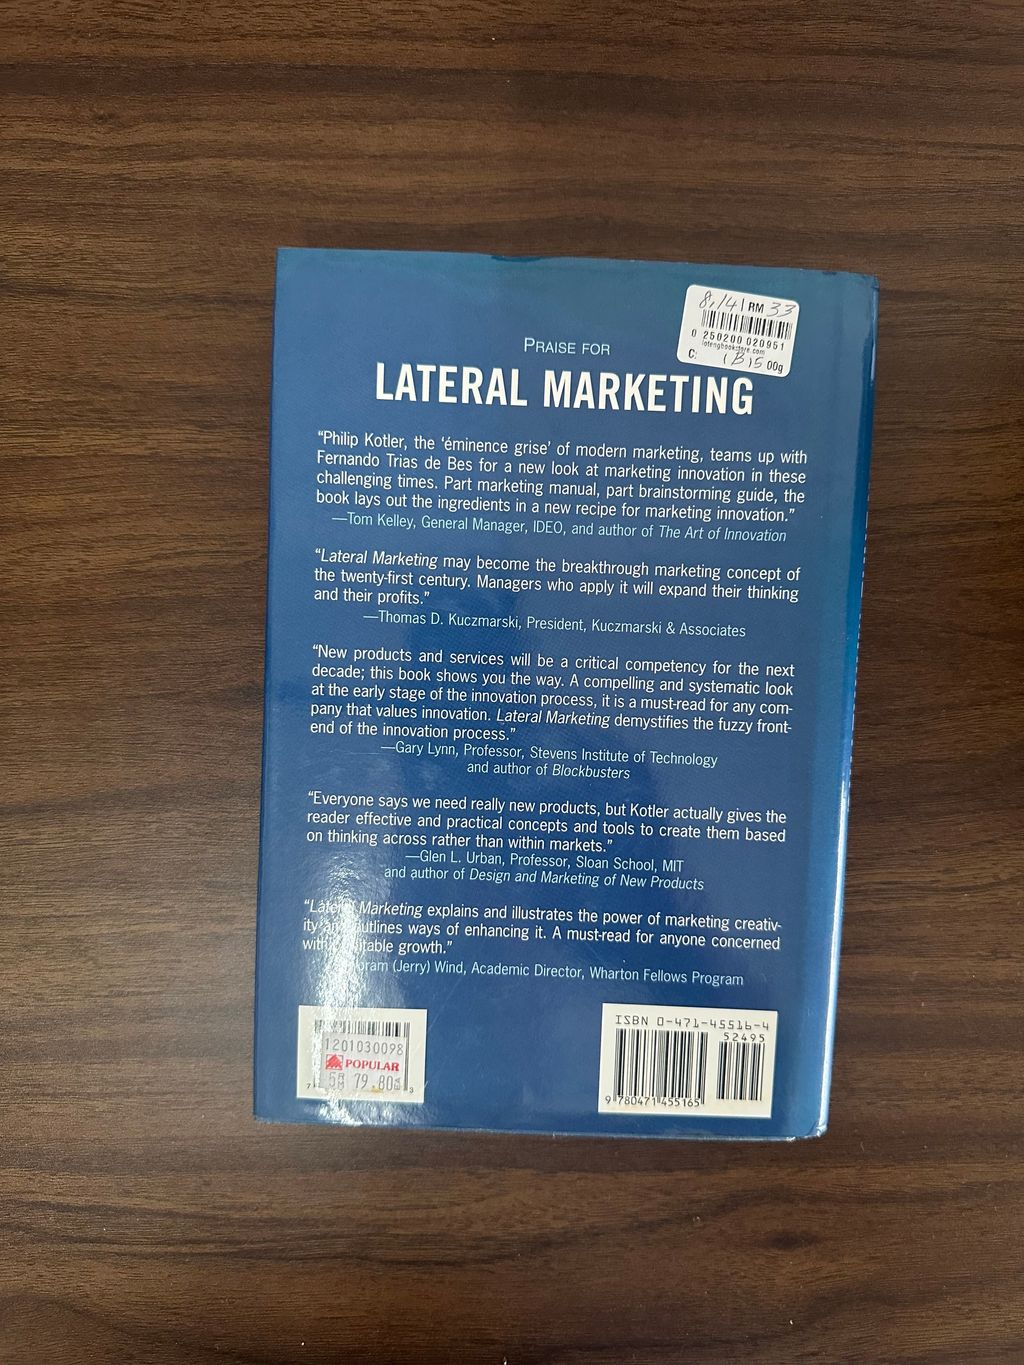 8,141 RM 33
0 250200 020951
lotengbookstore.com
C: (B)5 00g
PRAISE FOR
LATERAL MARKETING
“Philip Kotler, the ‘éminence grise’ of modern marketing, teams up with
Fernando Trias de Bes for a new look at marketing innovation in these
challenging times. Part marketing manual, part brainstorming guide, the
book lays out the ingredients in a new recipe for marketing innovation.”
—Tom Kelley, General Manager, IDEO, and author of The Art of Innovation
“Lateral Marketing may become the breakthrough marketing concept of
the twenty-first century. Managers who apply it will expand their thinking
and their profits.”
—Thomas D. Kuczmarski, President, Kuczmarski & Associates
“New products and services will be a critical competency for the next
decade; this book shows you the way. A compelling and systematic look
at the early stage of the innovation process, it is a must-read for any com-
pany that values innovation. Lateral Marketing demystifies the fuzzy front-
end of the innovation process.”
—Gary Lynn, Professor, Stevens Institute of Technology
and author of Blockbusters
“Everyone says we need really new products, but Kotler actually gives the
reader effective and practical concepts and tools to create them based
on thinking across rather than within markets.”
—Glen L. Urban, Professor, Sloan School, MIT
and author of Design and Marketing of New Products
“Lateral Marketing explains and illustrates the power of marketing creativ-
ity and outlines ways of enhancing it. A must-read for anyone concerned
with growth.”
(Jerry) Wind, Academic Director, Wharton Fellows Program
1201030098
POPULAR
79.80
7 3
ISBN 0-471-45516-4
52495
9 780471 455165